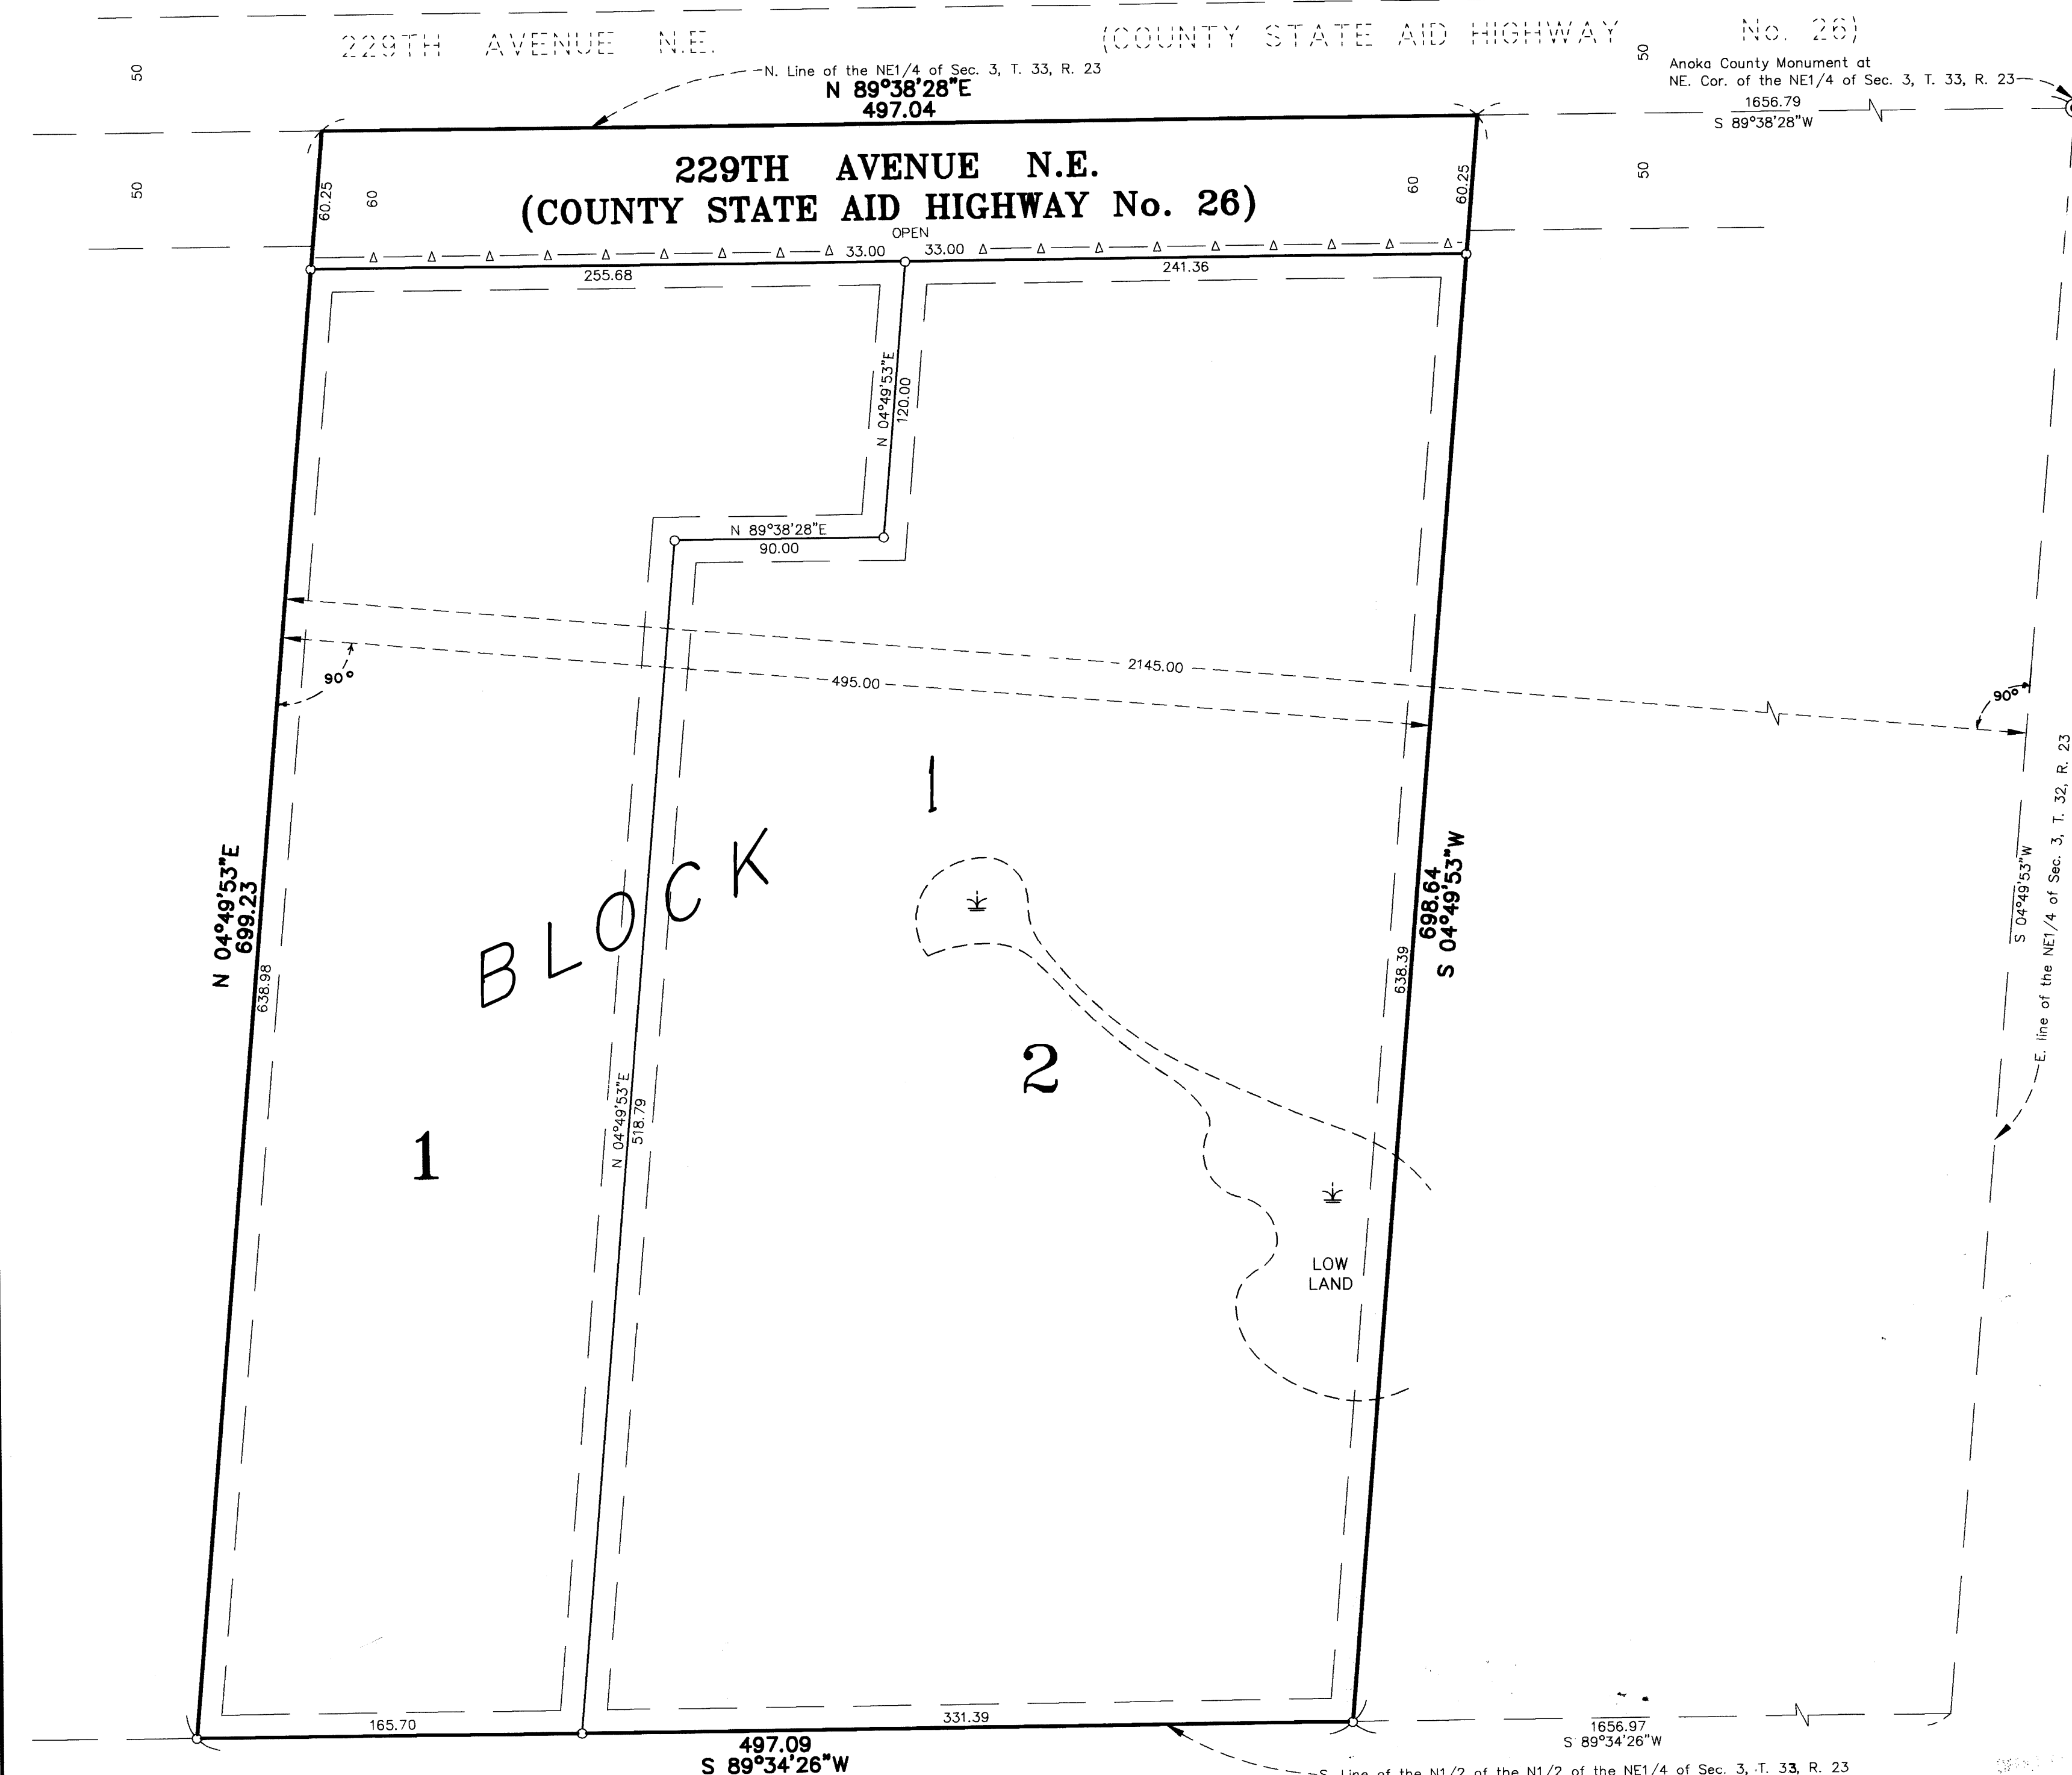 229TH AVENUE N.E. (COUNTY STATE AID HIGHWAY No. 26)
50
50
Anoka County Monument at
NE. Cor. of the NE1/4 of Sec. 3, T. 33, R. 23
N. Line of the NE1/4 of Sec. 3, T. 33, R. 23
N 89°38'28"E
497.04
1656.79
S 89°38'28"W
229TH AVENUE N.E.
(COUNTY STATE AID HIGHWAY No. 26)
50
60.25
60
60
60.25
50
OPEN
33.00
33.00
255.68
241.36
N 04°49'53"E
120.00
N 89°38'28"E
90.00
2145.00
495.00
90°
90°
1
BLOCK
N 04°49'53"E
699.23
638.98
698.64
S 04°49'53"W
638.39
S 04°49'53"W
E. line of the NE1/4 of Sec. 3, T. 32, R. 23
2
1
N 04°49'53"E
518.79
LOW
LAND
165.70
331.39
497.09
S 89°34'26"W
1656.97
S 89°34'26"W
S. Line of the N1/2 of the N1/2 of the NE1/4 of Sec. 3, T. 33, R. 23